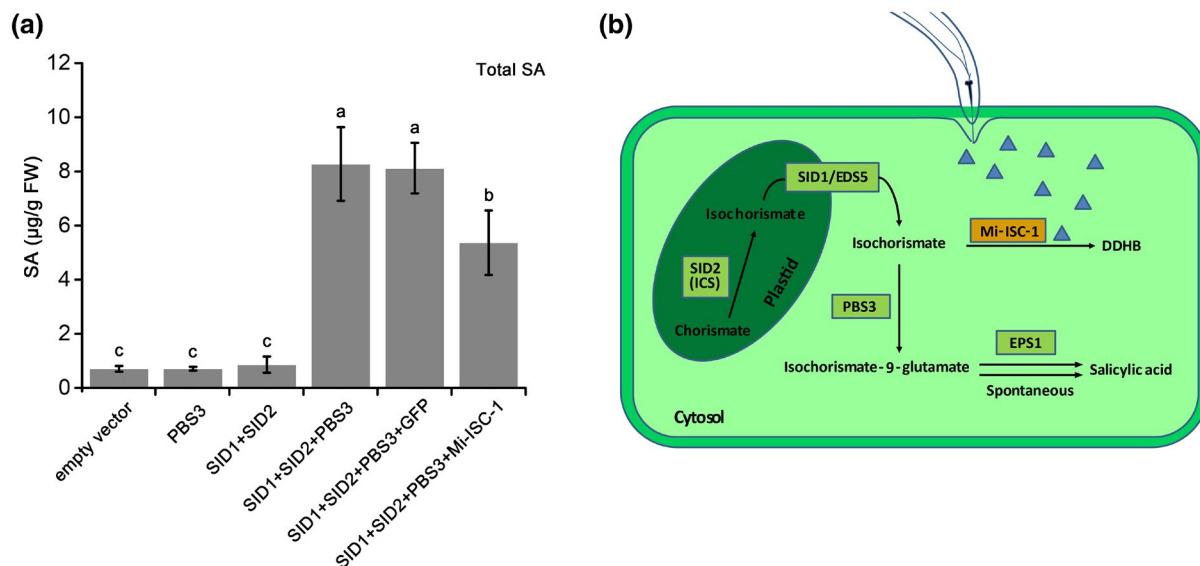 (a)
Total SA
SA (µg/g FW)
12
10
8
6
4
2
0
c
c
c
a
a
b
empty vector
PBS3
SID1+SID2
SID1+SID2+PBS3
SID1+SID2+PBS3+GFP
SID1+SID2+PBS3+Mi-ISC-1
(b)
SID1/EDS5
Isochorismate
Isochorismate
Mi-ISC-1
DDHB
SID2
(ICS)
Plastid
PBS3
Chorismate
EPS1
Isochorismate-9-glutamate
Salicylic acid
Spontaneous
Cytosol